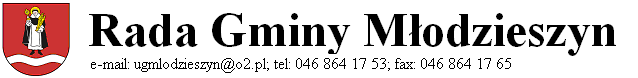 Rada Gminy Młodzieszyn
e-mail: ugmlodzieszyn@o2.pl; tel: 046 864 17 53; fax: 046 864 17 65